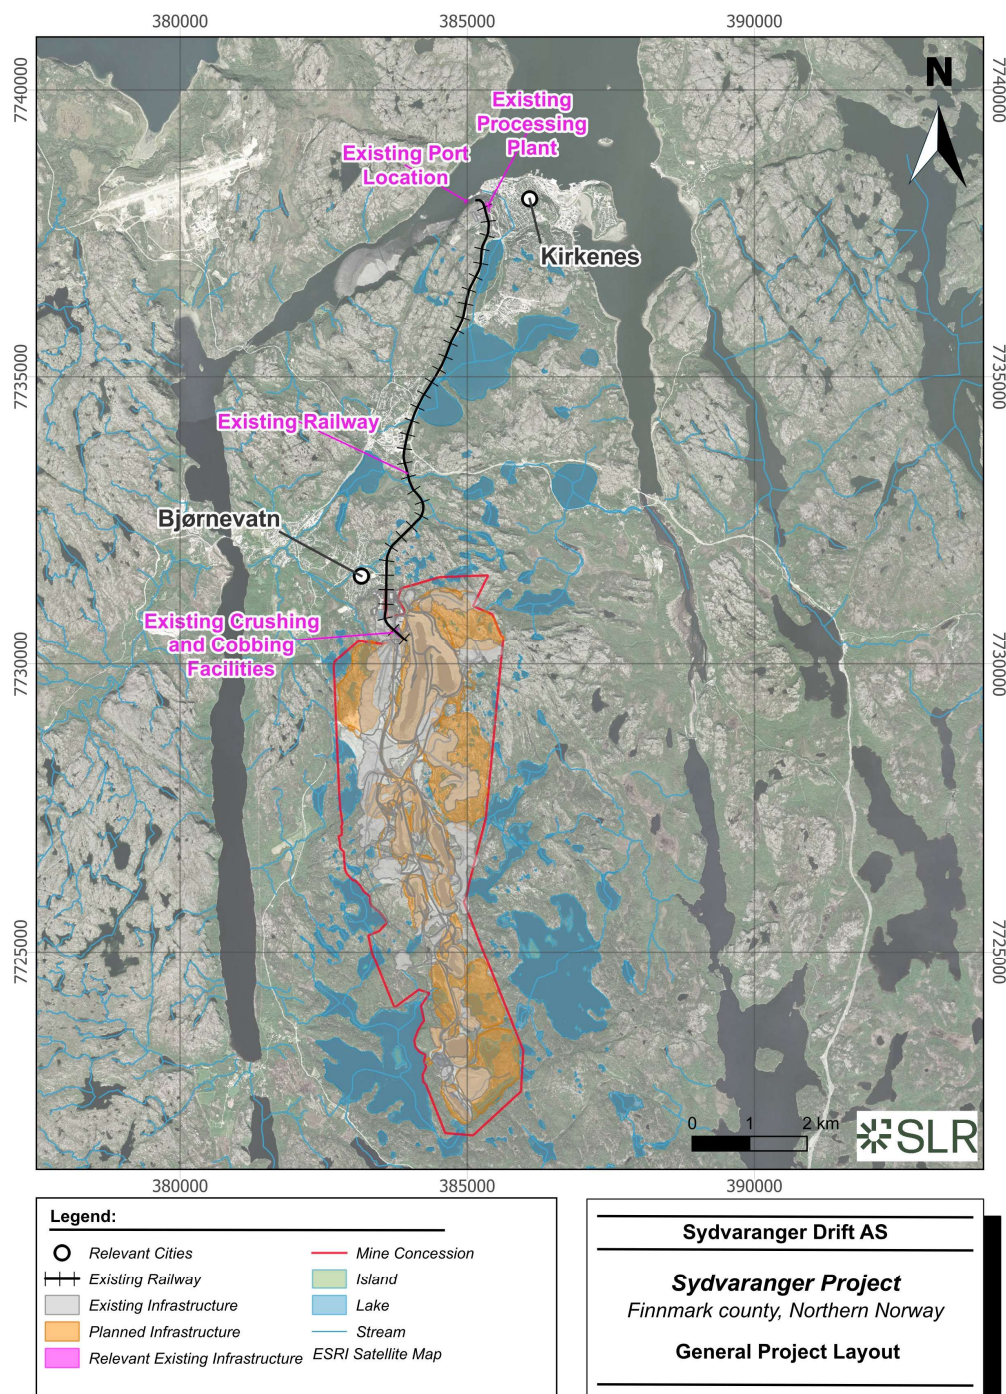 380000 385000 390000
7740000
7740000
N
Existing
Processing
Plant
Existing Port
Location
Kirkenes
7735000
7735000
Existing Railway
Bjørnevatn
Existing Crushing
and Cobbing
Facilities
7730000
7730000
7725000
7725000
0 1 2 km
SLR
380000 385000 390000
Legend:
Relevant Cities
Existing Railway
Existing Infrastructure
Planned Infrastructure
Relevant Existing Infrastructure
Mine Concession
Island
Lake
Stream
ESRI Satellite Map
Sydvaranger Drift AS
Sydvaranger Project
Finnmark county, Northern Norway
General Project Layout